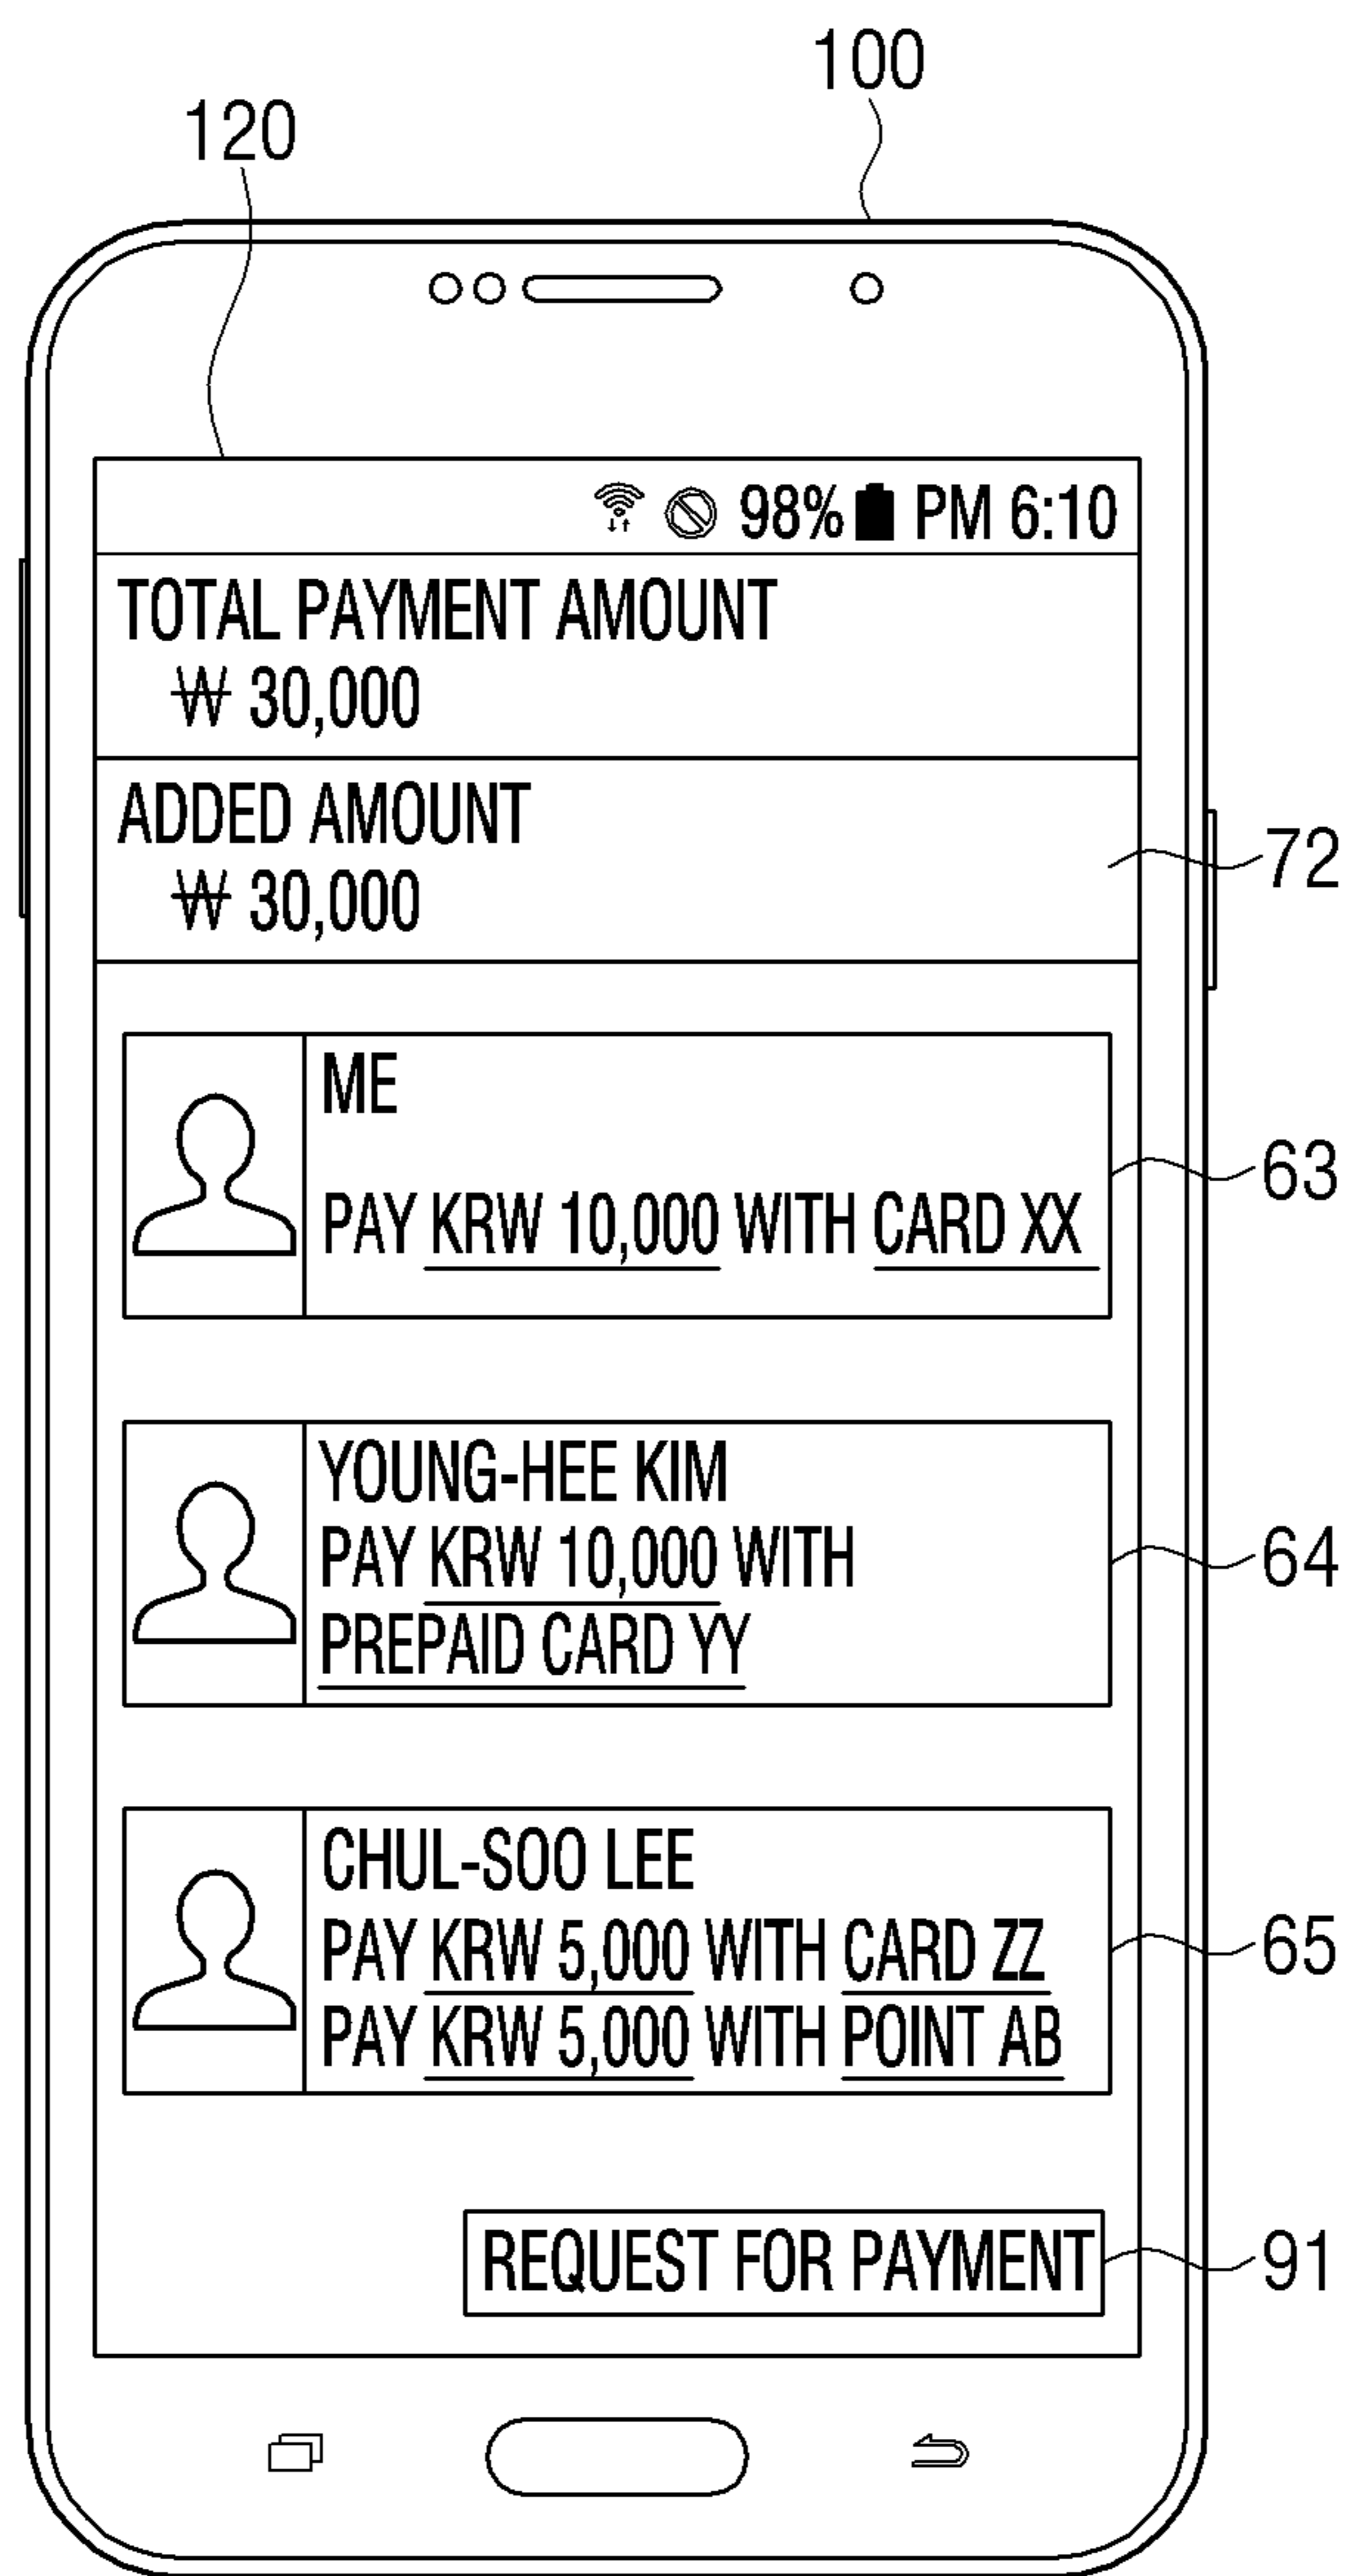 100
120
98% PM 6:10
TOTAL PAYMENT AMOUNT
₩ 30,000
ADDED AMOUNT
₩ 30,000
72
ME
PAY KRW 10,000 WITH CARD XX
63
YOUNG-HEE KIM
PAY KRW 10,000 WITH
PREPAID CARD YY
64
CHUL-SOO LEE
PAY KRW 5,000 WITH CARD ZZ
PAY KRW 5,000 WITH POINT AB
65
REQUEST FOR PAYMENT
91